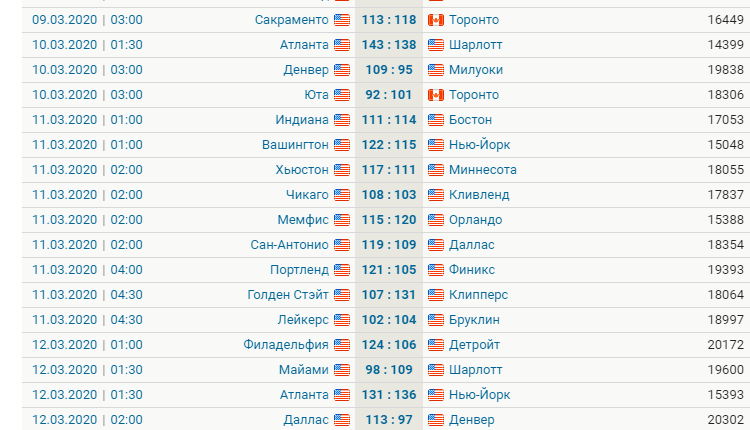 09.03.2020 | 03:00 Сакраменто 113 : 118 Торонто 16449
10.03.2020 | 01:30 Атланта 143 : 138 Шарлотт 14399
10.03.2020 | 03:00 Денвер 109 : 95 Милуоки 19838
10.03.2020 | 03:00 Юта 92 : 101 Торонто 18306
11.03.2020 | 01:00 Индиана 111 : 114 Бостон 17053
11.03.2020 | 01:00 Вашингтон 122 : 115 Нью-Йорк 15048
11.03.2020 | 02:00 Хьюстон 117 : 111 Миннесота 18055
11.03.2020 | 02:00 Чикаго 108 : 103 Кливленд 17837
11.03.2020 | 02:00 Мемфис 115 : 120 Орландо 15388
11.03.2020 | 02:00 Сан-Антонио 119 : 109 Даллас 18354
11.03.2020 | 04:00 Портленд 121 : 105 Финикс 19393
11.03.2020 | 04:30 Голден Стэйт 107 : 131 Клипперс 18064
11.03.2020 | 04:30 Лейкерс 102 : 104 Бруклин 18997
12.03.2020 | 01:00 Филадельфия 124 : 106 Детройт 20172
12.03.2020 | 01:30 Майами 98 : 109 Шарлотт 19600
12.03.2020 | 01:30 Атланта 131 : 136 Нью-Йорк 15393
12.03.2020 | 02:00 Даллас 113 : 97 Денвер 20302